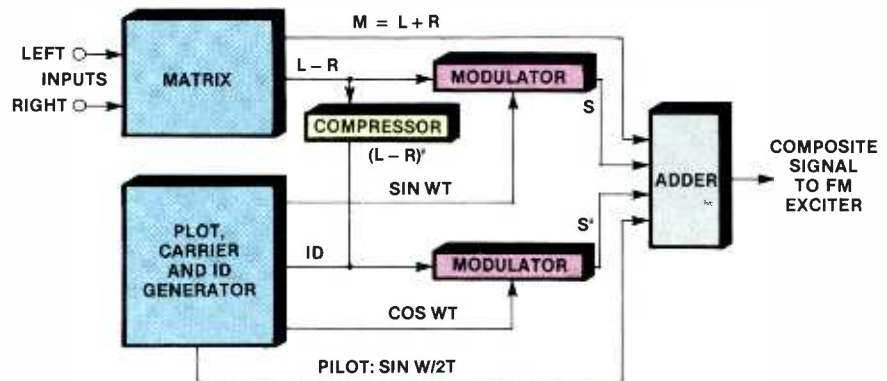 M = L + R
LEFT
INPUTS
RIGHT
MATRIX
L – R
MODULATOR
S
COMPRESSOR
(L – R)'
SIN WT
PLOT,
CARRIER
AND ID
GENERATOR
ID
S'
MODULATOR
COS WT
PILOT: SIN W/2T
ADDER
COMPOSITE
SIGNAL
TO FM
EXCITER